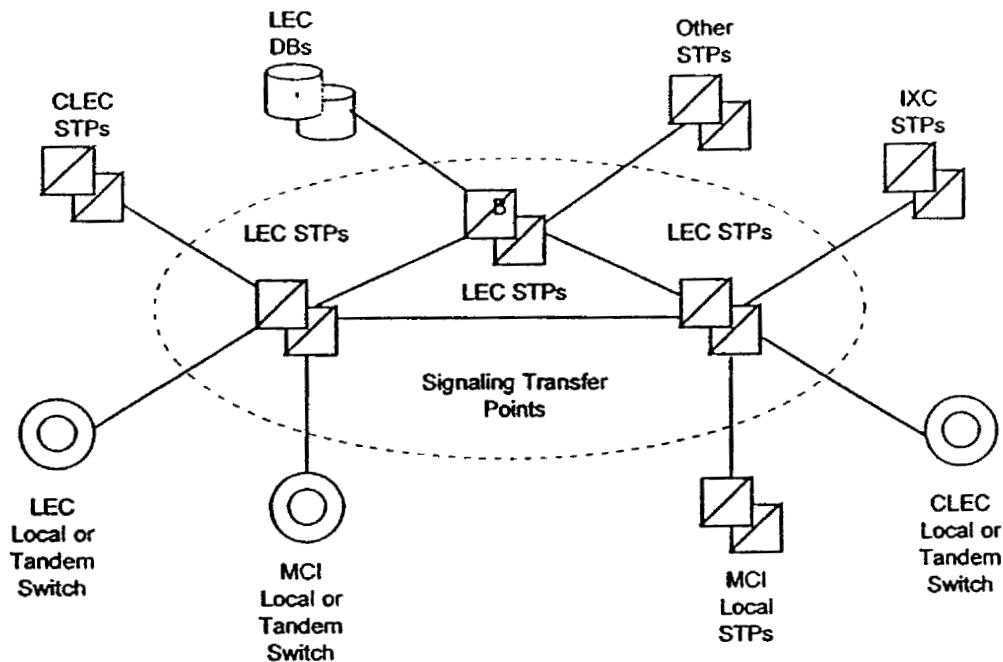 LEC
DBs
Other
STPs
CLEC
STPs
IXC
STPs
B
LEC STPs
LEC STPs
LEC STPs
Signaling Transfer
Points
LEC
Local or
Tandem
Switch
MCI
Local or
Tandem
Switch
MCI
Local
STPs
CLEC
Local or
Tandem
Switch